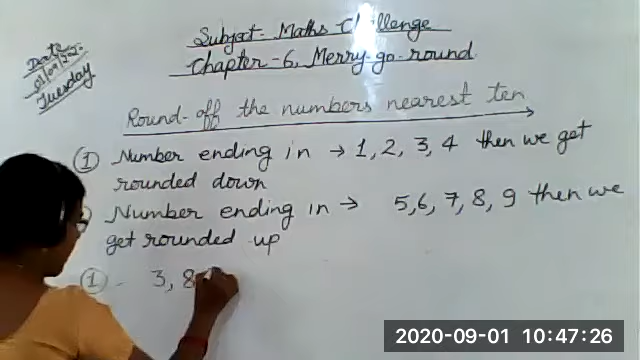 Subject- Maths Challenge
Chapter-6, Merry-go-round
Date
01/09/2020
Tuesday
Round-off the numbers nearest ten
① Number ending in → 1, 2, 3, 4 then we get
rounded down
Number ending in → 5, 6, 7, 8, 9 then we
get rounded up
① - 3, 8
2020-09-01 10:47:26